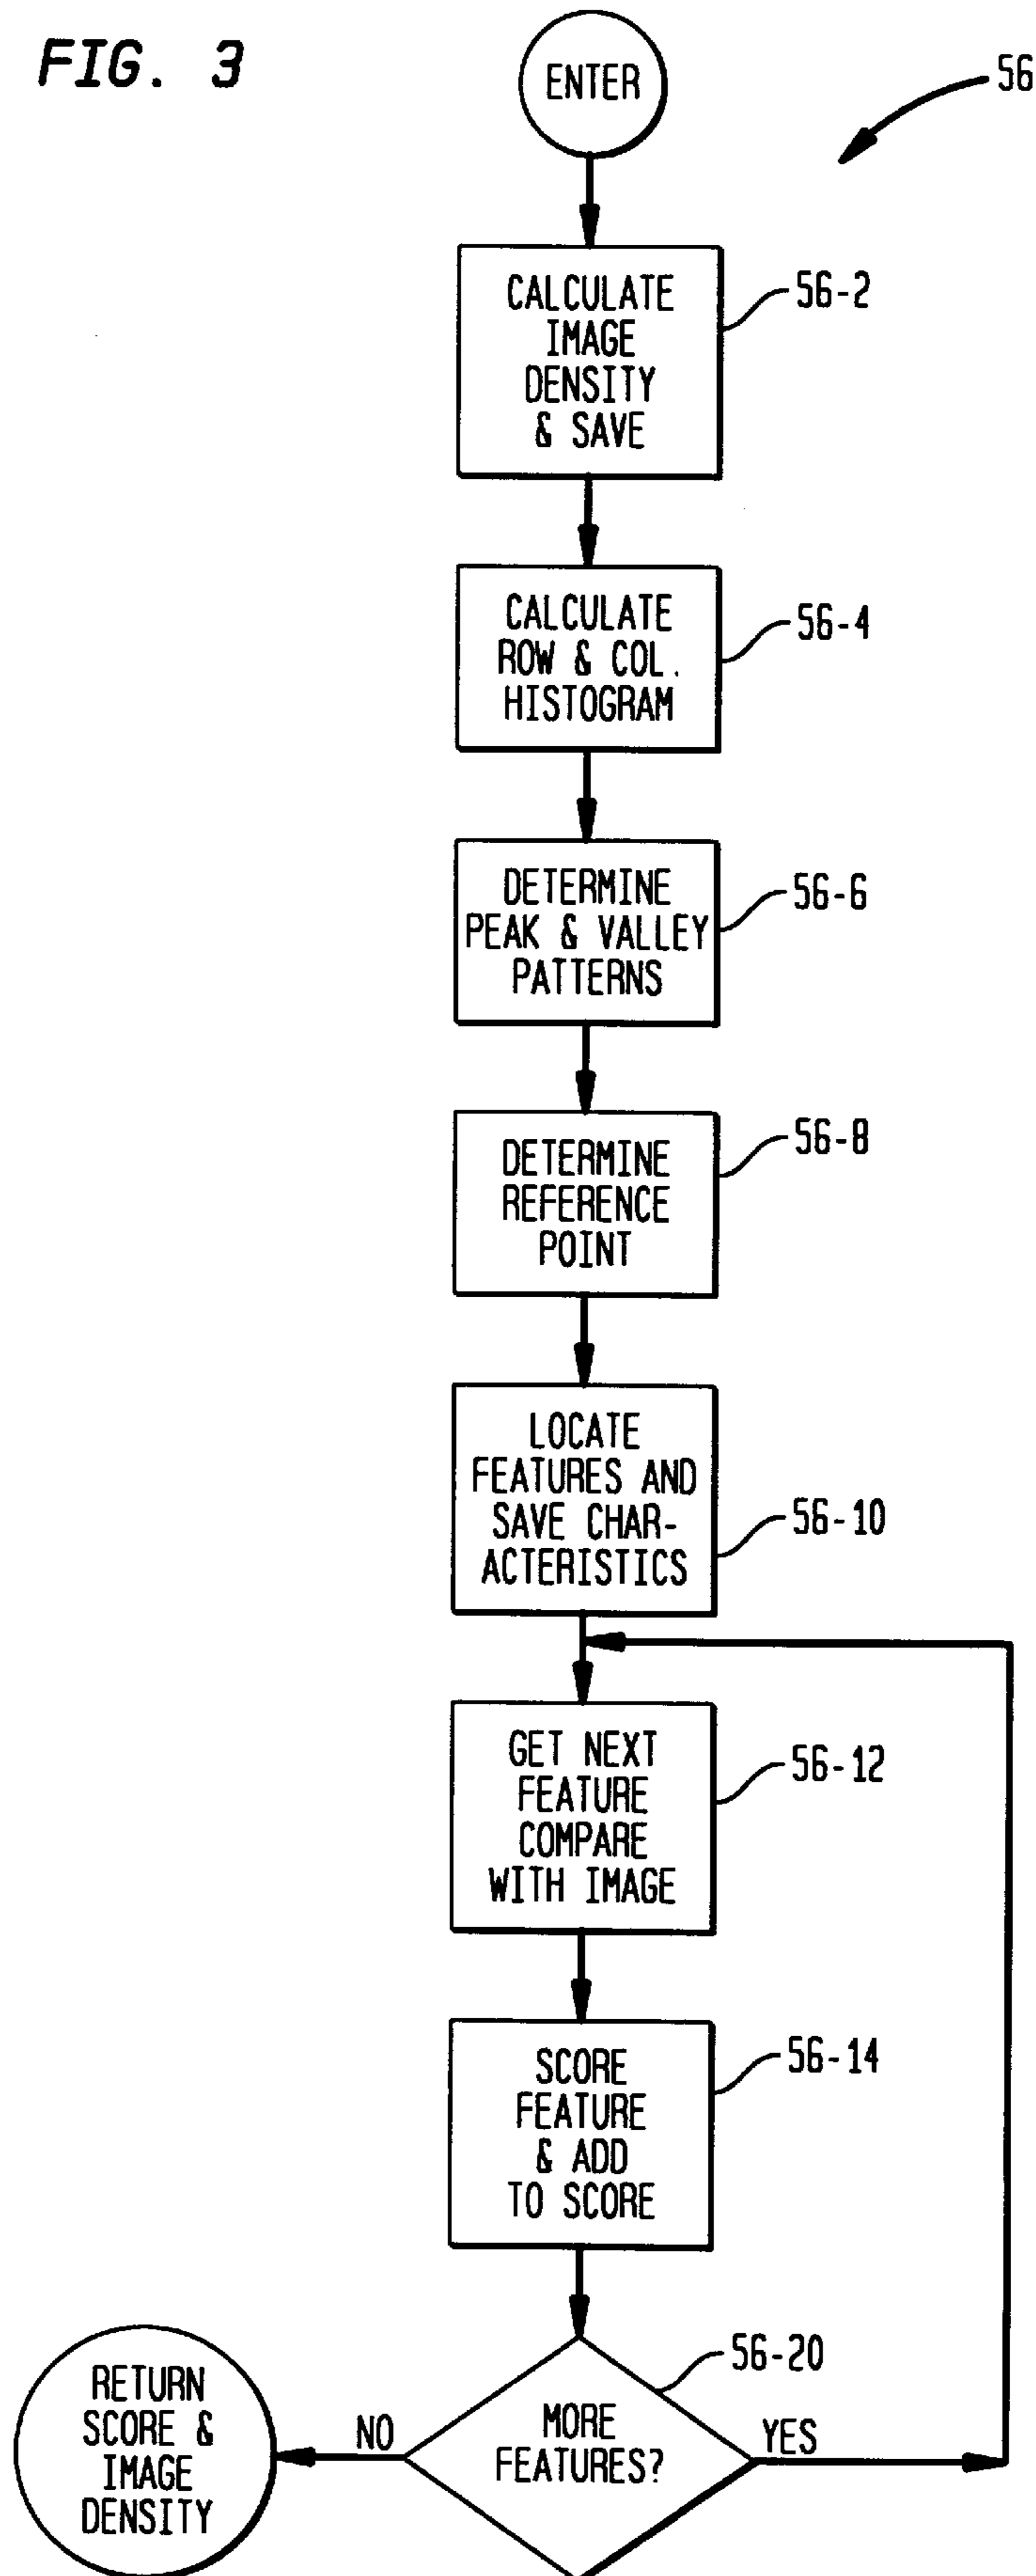 FIG. 3
ENTER
56
CALCULATE
IMAGE
DENSITY
& SAVE
56-2
CALCULATE
ROW & COL.
HISTOGRAM
56-4
DETERMINE
PEAK & VALLEY
PATTERNS
56-6
DETERMINE
REFERENCE
POINT
56-8
LOCATE
FEATURES AND
SAVE CHAR-
ACTERISTICS
56-10
GET NEXT
FEATURE
COMPARE
WITH IMAGE
56-12
SCORE
FEATURE
& ADD
TO SCORE
56-14
MORE
FEATURES?
56-20
YES
NO
RETURN
SCORE &
IMAGE
DENSITY